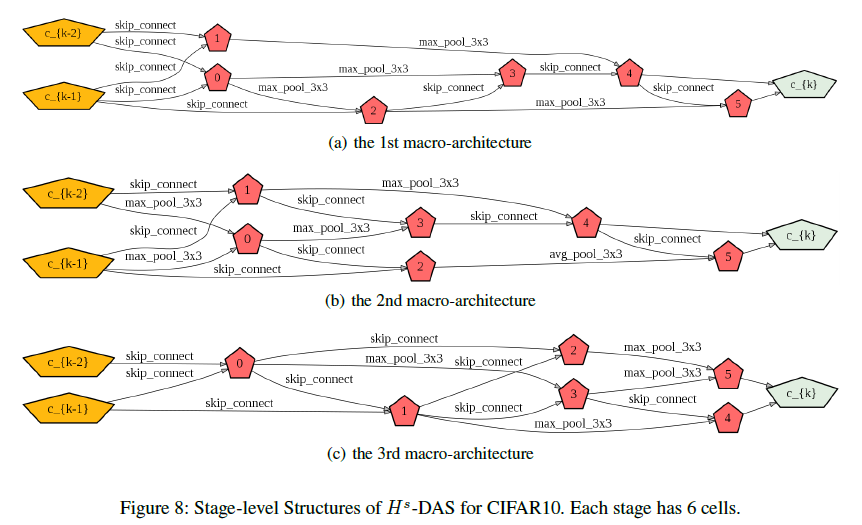 c_{k-2}
skip_connect
skip_connect
1
max_pool_3x3
skip_connect
max_pool_3x3
3
skip_connect
4
c_{k}
c_{k-1}
skip_connect
0
max_pool_3x3
skip_connect
skip_connect
skip_connect
2
max_pool_3x3
5
(a) the 1st macro-architecture
c_{k-2}
skip_connect
1
max_pool_3x3
max_pool_3x3
skip_connect
skip_connect
3
skip_connect
4
c_{k}
skip_connect
0
max_pool_3x3
skip_connect
c_{k-1}
max_pool_3x3
skip_connect
skip_connect
2
avg_pool_3x3
5
(b) the 2nd macro-architecture
skip_connect
2
max_pool_3x3
c_{k-2}
skip_connect
0
max_pool_3x3
skip_connect
skip_connect
skip_connect
max_pool_3x3
5
3
c_{k}
c_{k-1}
skip_connect
1
skip_connect
skip_connect
max_pool_3x3
4
(c) the 3rd macro-architecture
Figure 8: Stage-level Structures of Hˢ-DAS for CIFAR10. Each stage has 6 cells.